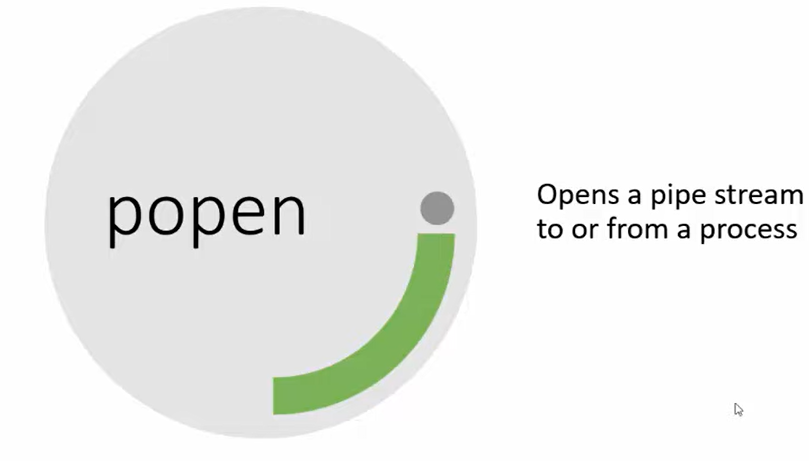 popen
Opens a pipe stream
to or from a process